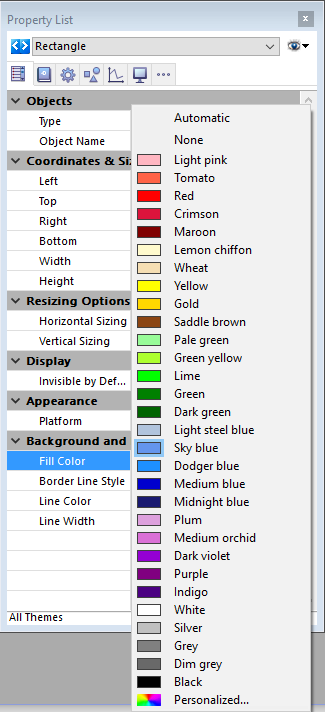 Property List
Rectangle
Objects
Type
Object Name
Coordinates & Si
Left
Top
Right
Bottom
Width
Height
Resizing Options
Horizontal Sizing
Vertical Sizing
Display
Invisible by Def...
Appearance
Platform
Background and
Fill Color
Border Line Style
Line Color
Line Width
All Themes
Automatic
None
Light pink
Tomato
Red
Crimson
Maroon
Lemon chiffon
Wheat
Yellow
Gold
Saddle brown
Pale green
Green yellow
Lime
Green
Dark green
Light steel blue
Sky blue
Dodger blue
Medium blue
Midnight blue
Plum
Medium orchid
Dark violet
Purple
Indigo
White
Silver
Grey
Dim grey
Black
Personalized...